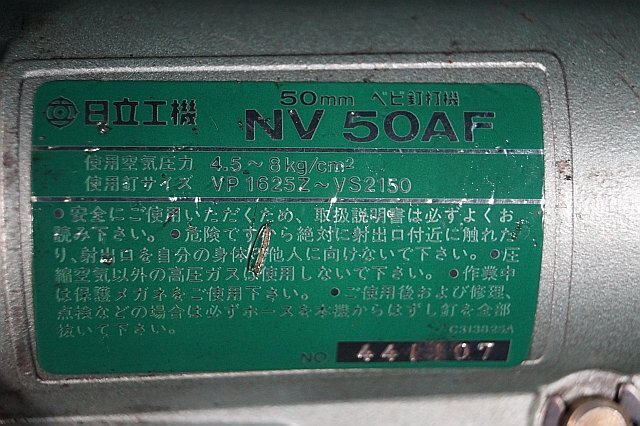 50mm ベビ釘打機
日立工機 NV 50AF
使用空気圧力 4.5～8kg/cm²
使用釘サイズ VP1625Z～VS2150
●安全にご使用いただくため、取扱説明書は必ずよくお
読み下さい。●危険ですから絶対に射出口付近に触れた
り、射出口を自分の身体や他人に向けないで下さい。●圧
縮空気以外の高圧ガスは使用しないで下さい。●作業中
は保護メガネをご使用下さい。●ご使用後および修理、
点検などの場合は必ずホースを本機からはずし釘を全部
抜いて下さい。
C313025A
NO. 441 07